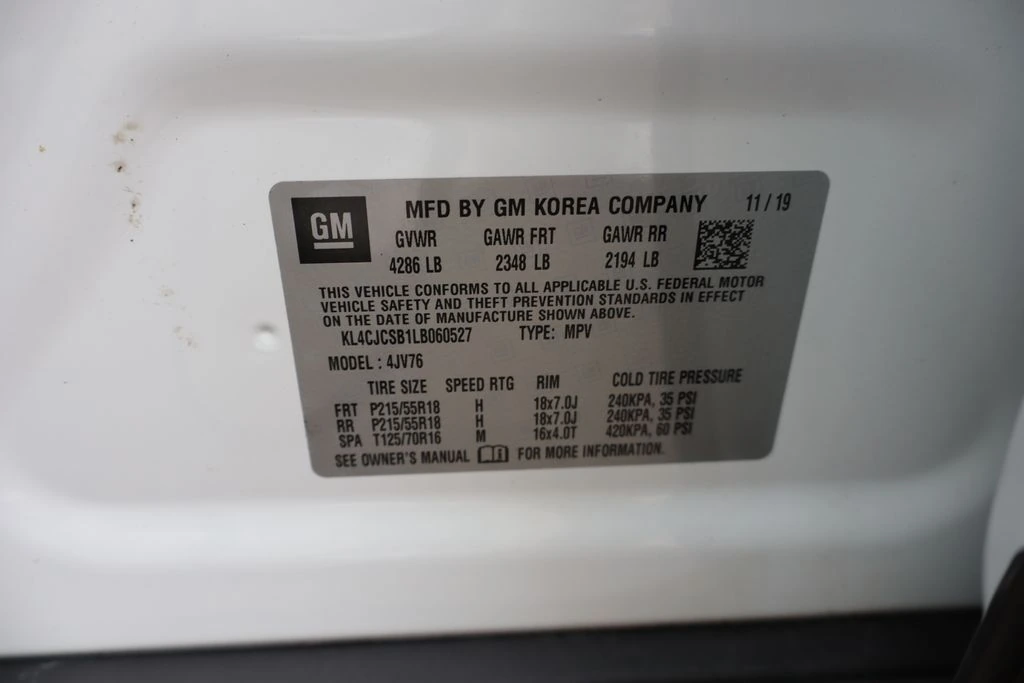 GM
MFD BY GM KOREA COMPANY 11 / 19
GVWR GAWR FRT GAWR RR
4286 LB 2348 LB 2194 LB
THIS VEHICLE CONFORMS TO ALL APPLICABLE U.S. FEDERAL MOTOR
VEHICLE SAFETY AND THEFT PREVENTION STANDARDS IN EFFECT
ON THE DATE OF MANUFACTURE SHOWN ABOVE.
KL4CJCSB1LB060527 TYPE: MPV
MODEL : 4JV76
TIRE SIZE SPEED RTG RIM COLD TIRE PRESSURE
FRT P215/55R18 H 18x7.0J 240KPA, 35 PSI
RR P215/55R18 H 18x7.0J 240KPA, 35 PSI
SPA T125/70R16 M 16x4.0T 420KPA, 60 PSI
SEE OWNER'S MANUAL FOR MORE INFORMATION.